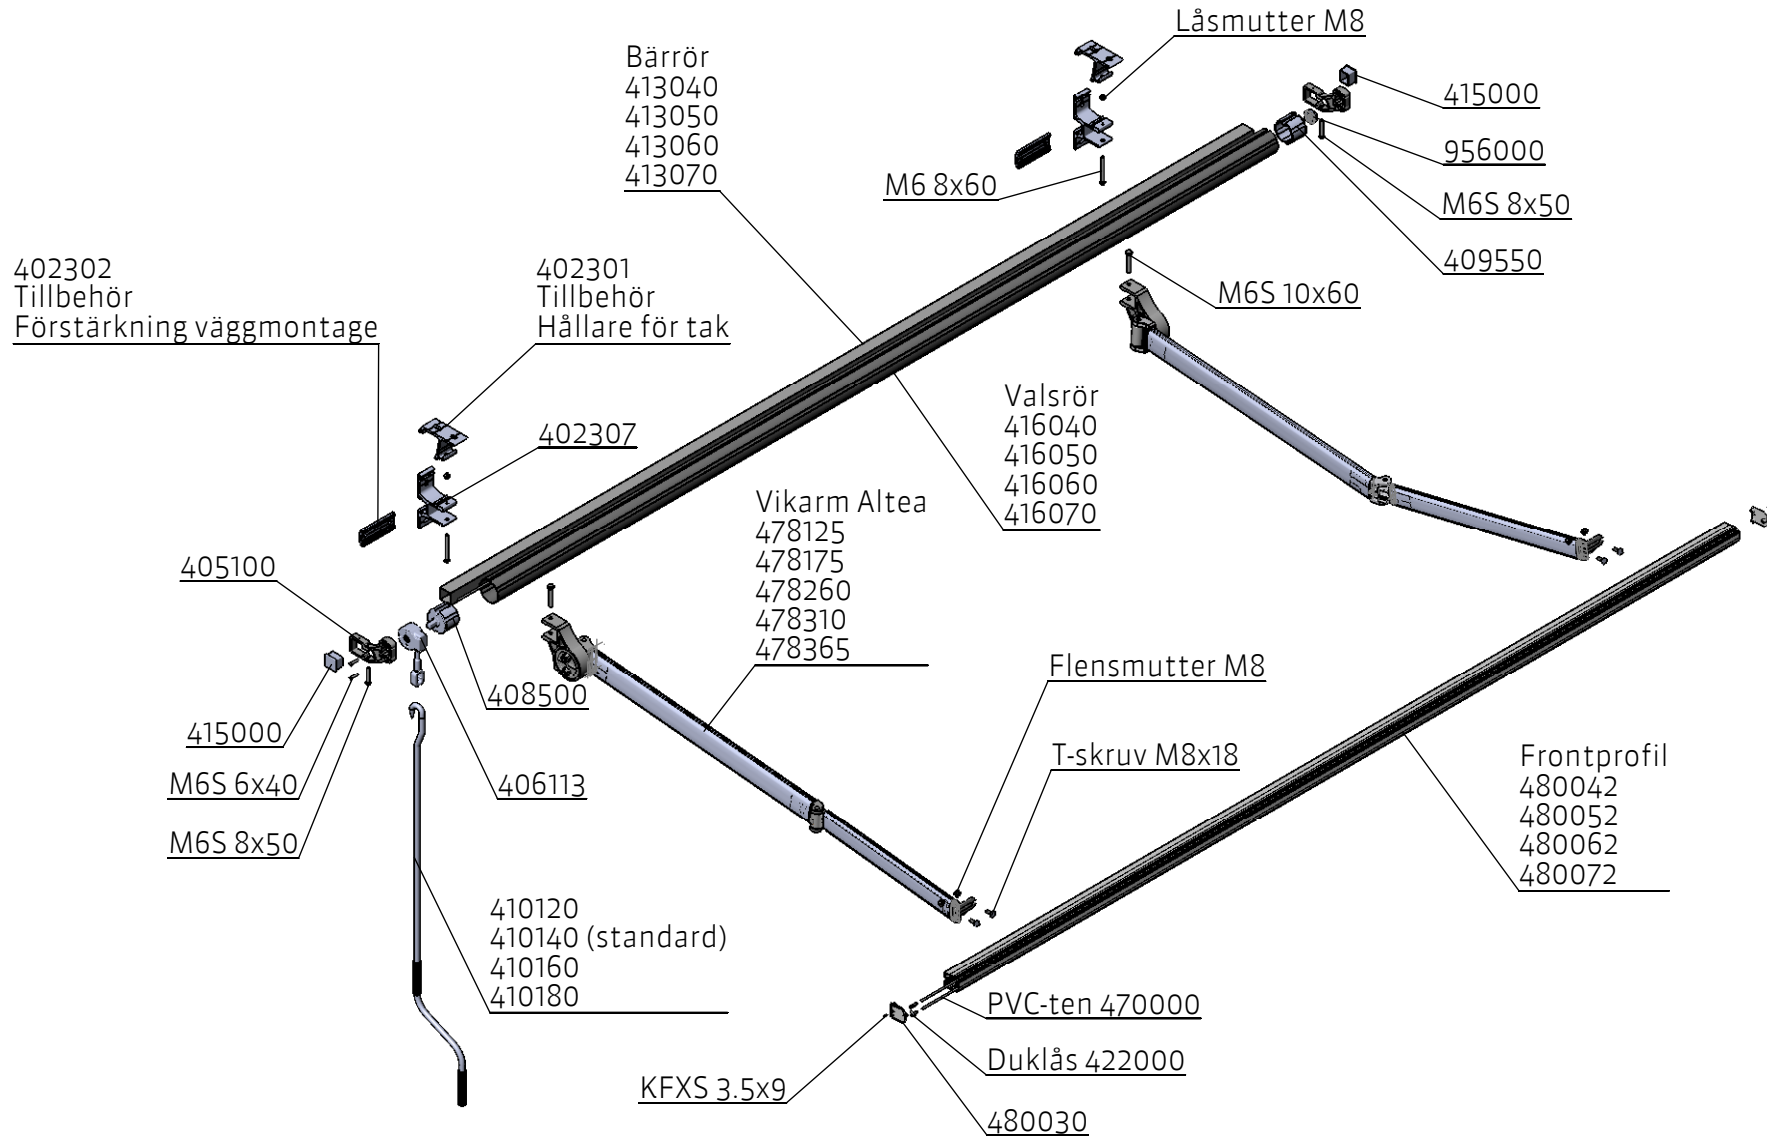 Låsmutter M8
Bärrör
413040
413050
413060
413070
415000
956000
M6 8x60
M6S 8x50
409550
402302
Tillbehör
Förstärkning väggmontage
402301
Tillbehör
Hållare för tak
M6S 10x60
Valsrör
416040
416050
416060
416070
402307
Vikarm Altea
478125
478175
478260
478310
478365
405100
408500
Flensmutter M8
415000
T-skruv M8x18
M6S 6x40
406113
Frontprofil
480042
480052
480062
480072
M6S 8x50
410120
410140 (standard)
410160
410180
PVC-ten 470000
Duklås 422000
KFXS 3.5x9
480030